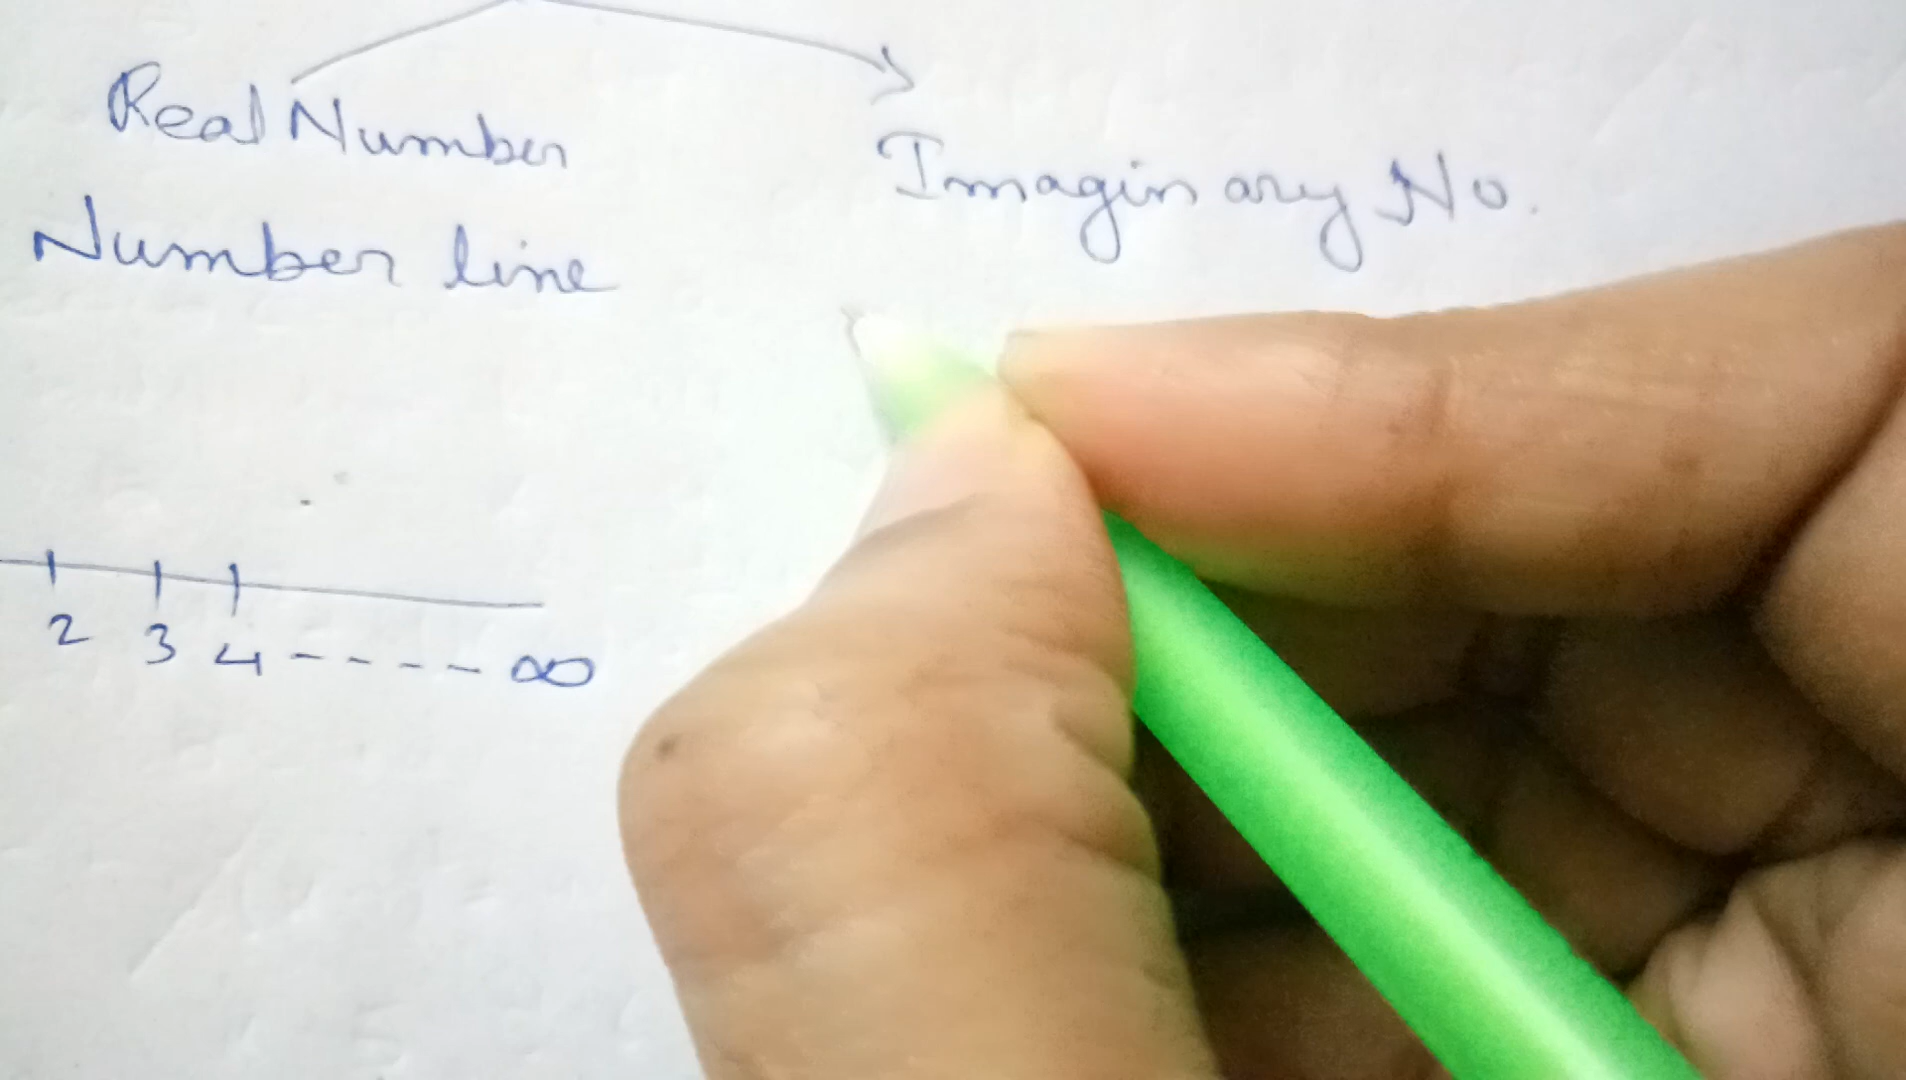 Real Number
Imaginary No.
Number line
2 3 4 ---- ∞